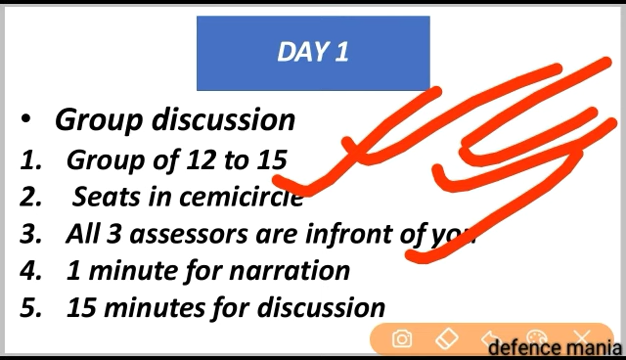 DAY 1
• Group discussion
1. Group of 12 to 15
2. Seats in cemicircle
3. All 3 assessors are infront of you
4. 1 minute for narration
5. 15 minutes for discussion
defence mania